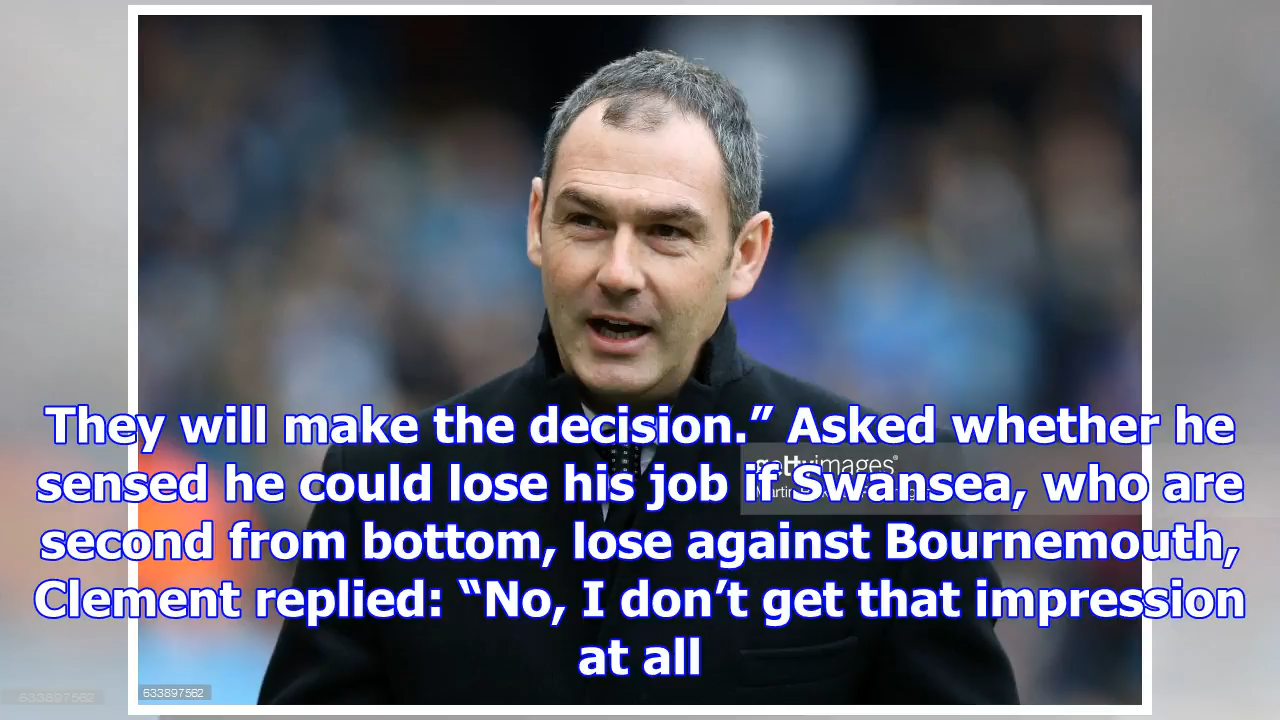 They will make the decision.” Asked whether he
gettyimages®
sensed he could lose his job if Swansea, who are
second from bottom, lose against Bournemouth,
Clement replied: “No, I don’t get that impression
at all
633897562
633897562